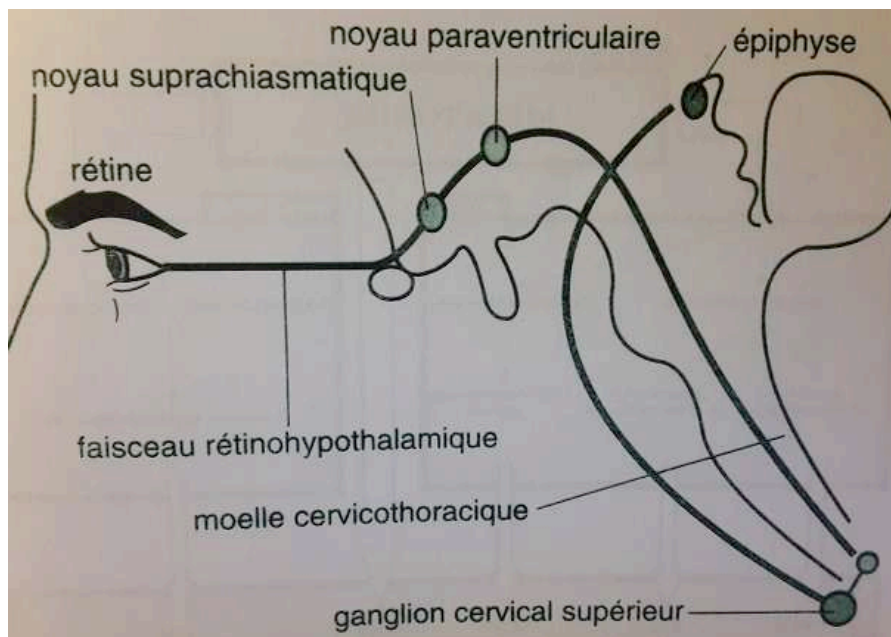 noyau paraventriculaire
épiphyse
noyau suprachiasmatique
rétine
faisceau rétinohypothalamique
moelle cervicothoracique
ganglion cervical supérieur